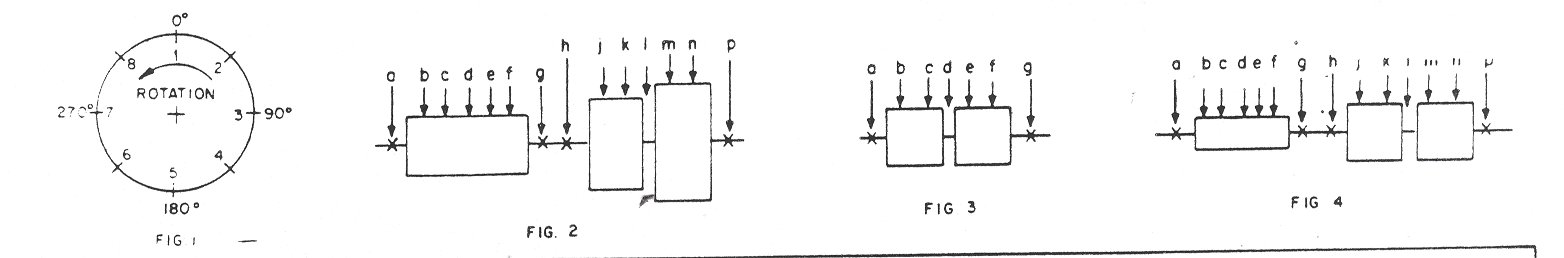 0°
1
2
8
ROTATION
270°
7
3
90°
6
4
5
180°
FIG 1
a b c d e f g h j k l m n p
FIG. 2
a b c d e f g
FIG 3
a b c d e f g h j k l m n p
FIG 4